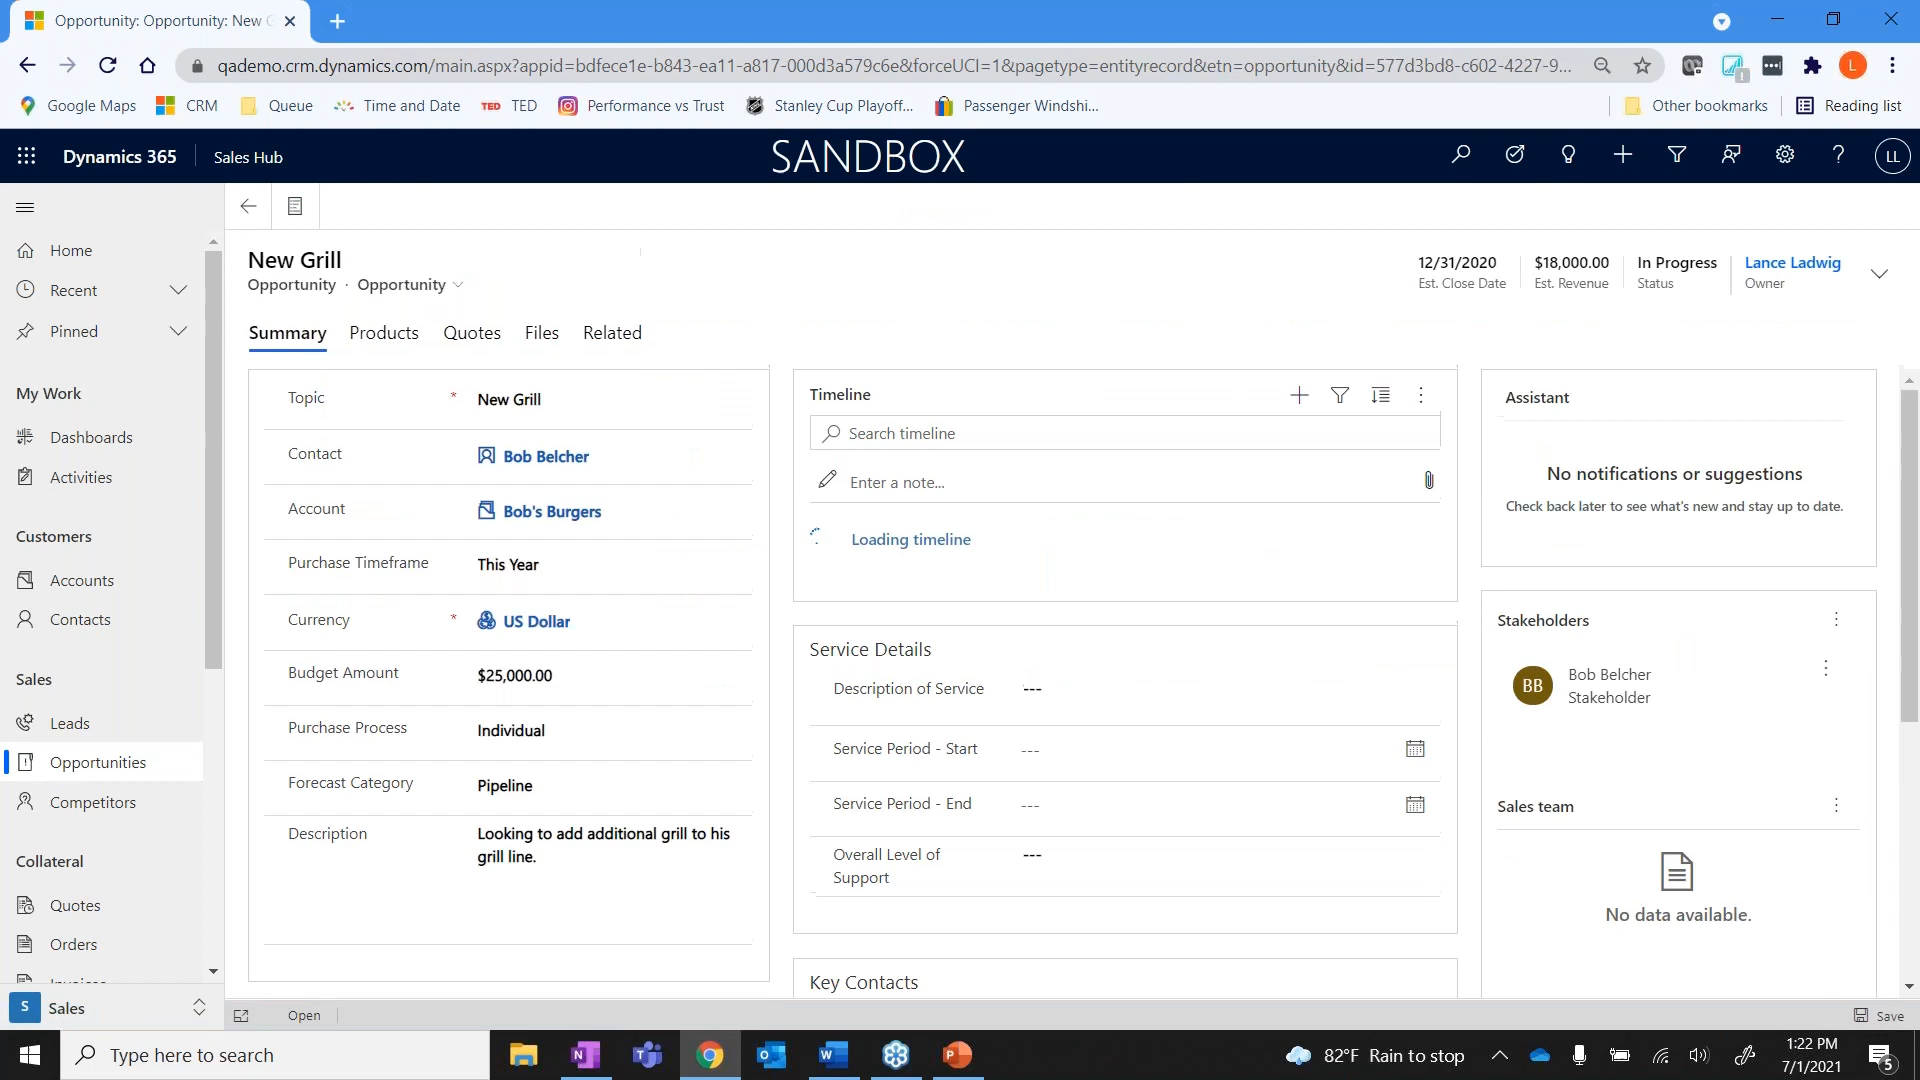 Opportunity: Opportunity: New G
qademo.crm.dynamics.com/main.aspx?appid=bdfece1e-b843-ea11-a817-000d3a579c6e&forceUCI=1&pagetype=entityrecord&etn=opportunity&id=577d3bd8-c602-4227-9...
L
Google Maps
CRM
Queue
Time and Date
TED TED
Performance vs Trust
Stanley Cup Playoff...
Passenger Windshi...
Other bookmarks
Reading list
Dynamics 365
Sales Hub
SANDBOX
LL
Home
Recent
Pinned
My Work
Dashboards
Activities
Customers
Accounts
Contacts
Sales
Leads
Opportunities
Competitors
Collateral
Quotes
Orders
Invoices
S Sales
New Grill
Opportunity · Opportunity
12/31/2020
Est. Close Date
$18,000.00
Est. Revenue
In Progress
Status
Lance Ladwig
Owner
Summary
Products
Quotes
Files
Related
Topic * New Grill
Contact Bob Belcher
Account Bob's Burgers
Purchase Timeframe This Year
Currency * US Dollar
Budget Amount $25,000.00
Purchase Process Individual
Forecast Category Pipeline
Description Looking to add additional grill to his
grill line.
Timeline
Search timeline
Enter a note...
Loading timeline
Service Details
Description of Service ---
Service Period - Start ---
Service Period - End ---
Overall Level of
Support ---
Key Contacts
Assistant
No notifications or suggestions
Check back later to see what's new and stay up to date.
Stakeholders
BB
Bob Belcher
Stakeholder
Sales team
No data available.
Open
Save
Type here to search
82°F Rain to stop
1:22 PM
7/1/2021
5